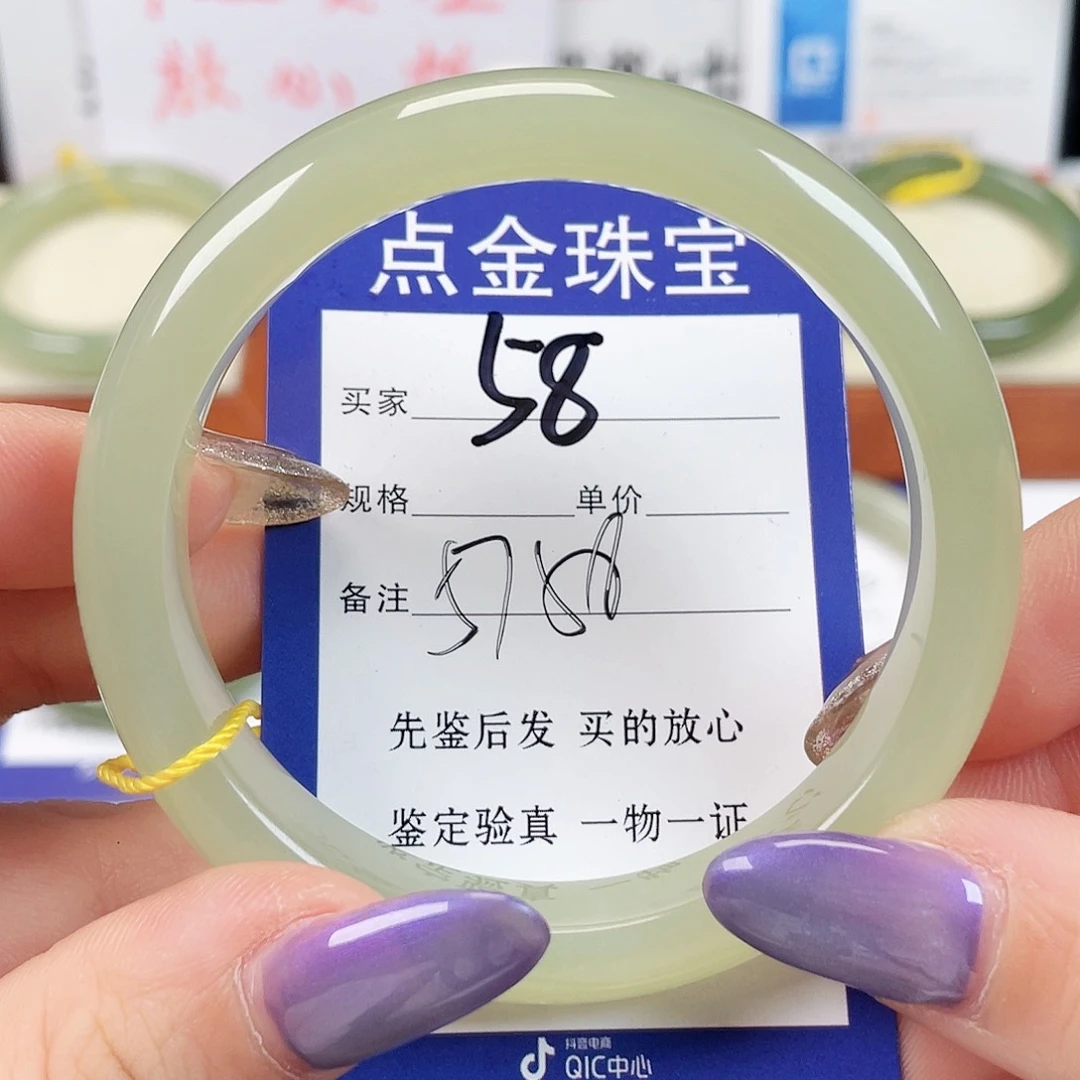 点金珠宝
买家 58
规格 单价
备注
先鉴后发 买的放心
鉴定验真 一物一证
抖音电商
QIC中心